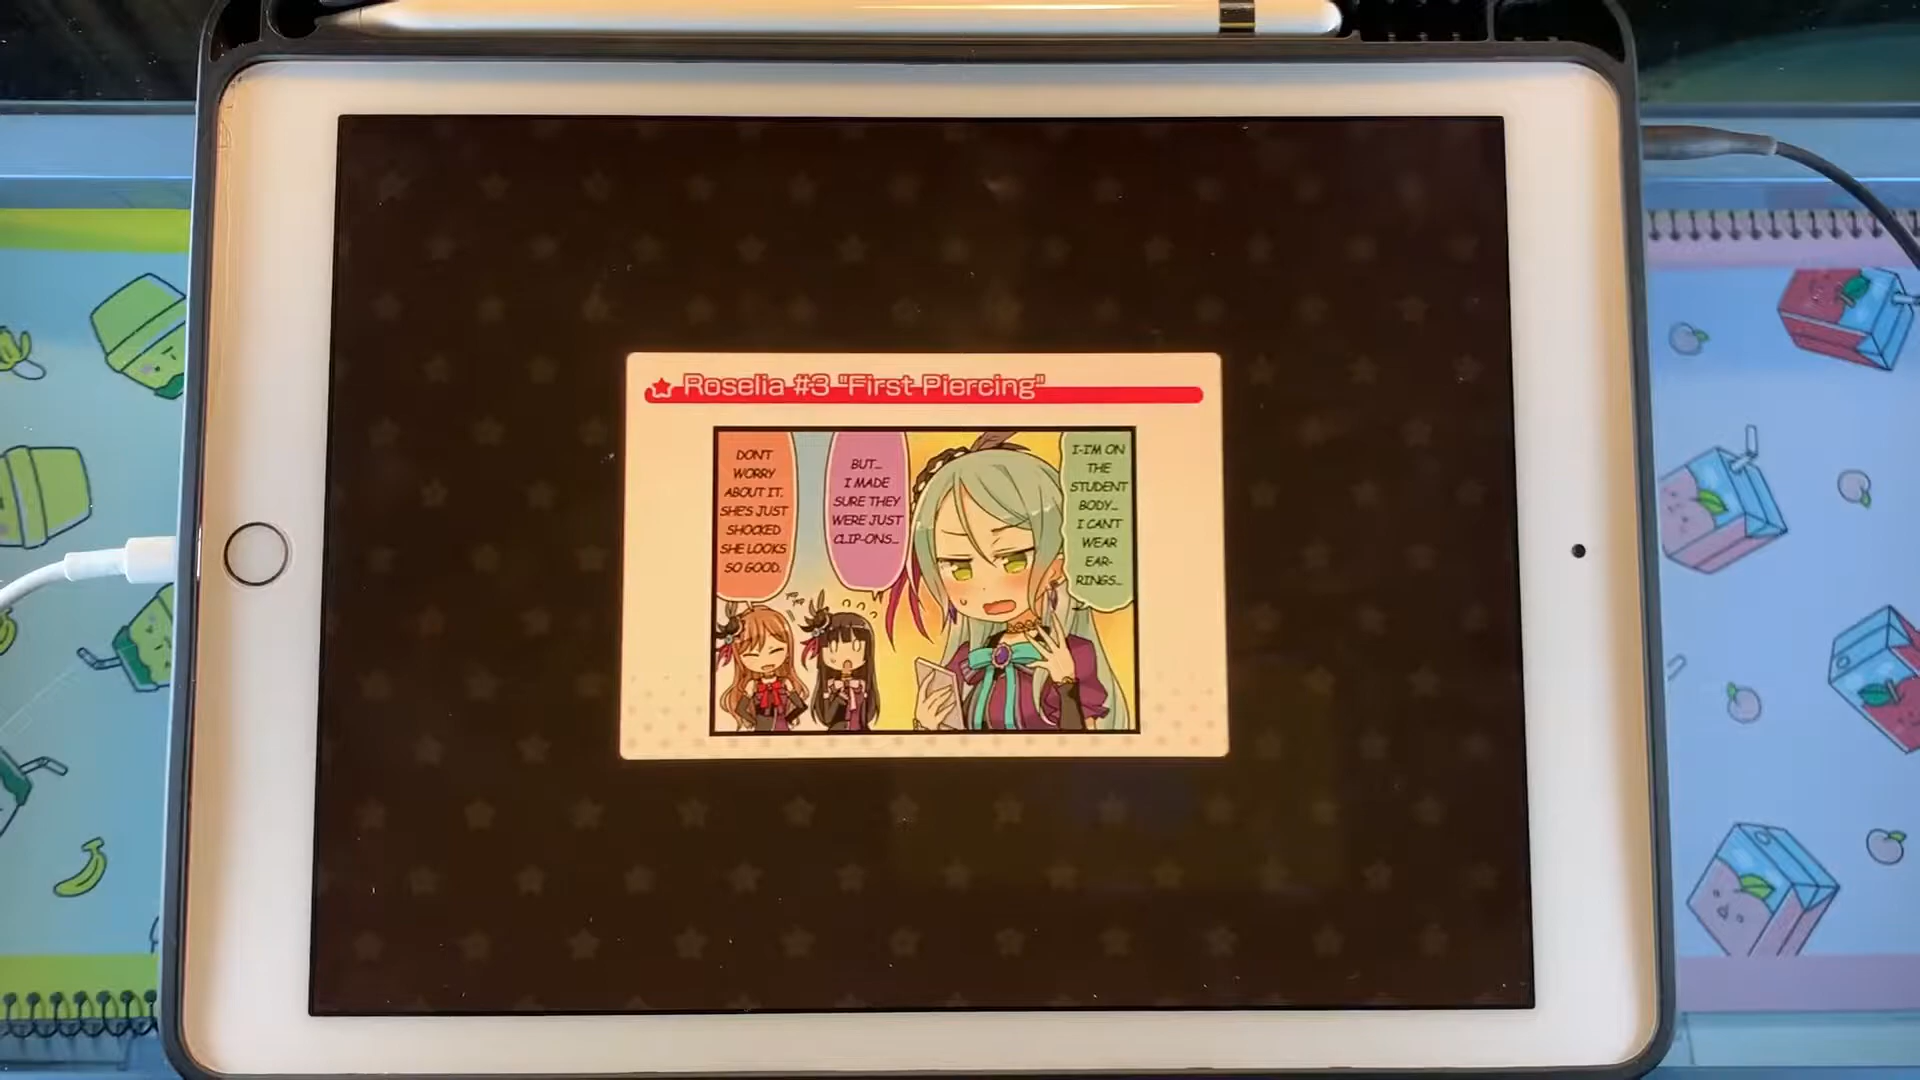 Roselia #3 "First Piercing"
DON'T
WORRY
ABOUT IT.
SHE'S JUST
SHOCKED
SHE LOOKS
SO GOOD.
BUT...
I MADE
SURE THEY
WERE JUST
CLIP-ONS...
I-I'M ON
THE
STUDENT
BODY...
I CAN'T
WEAR
EAR-
RINGS...